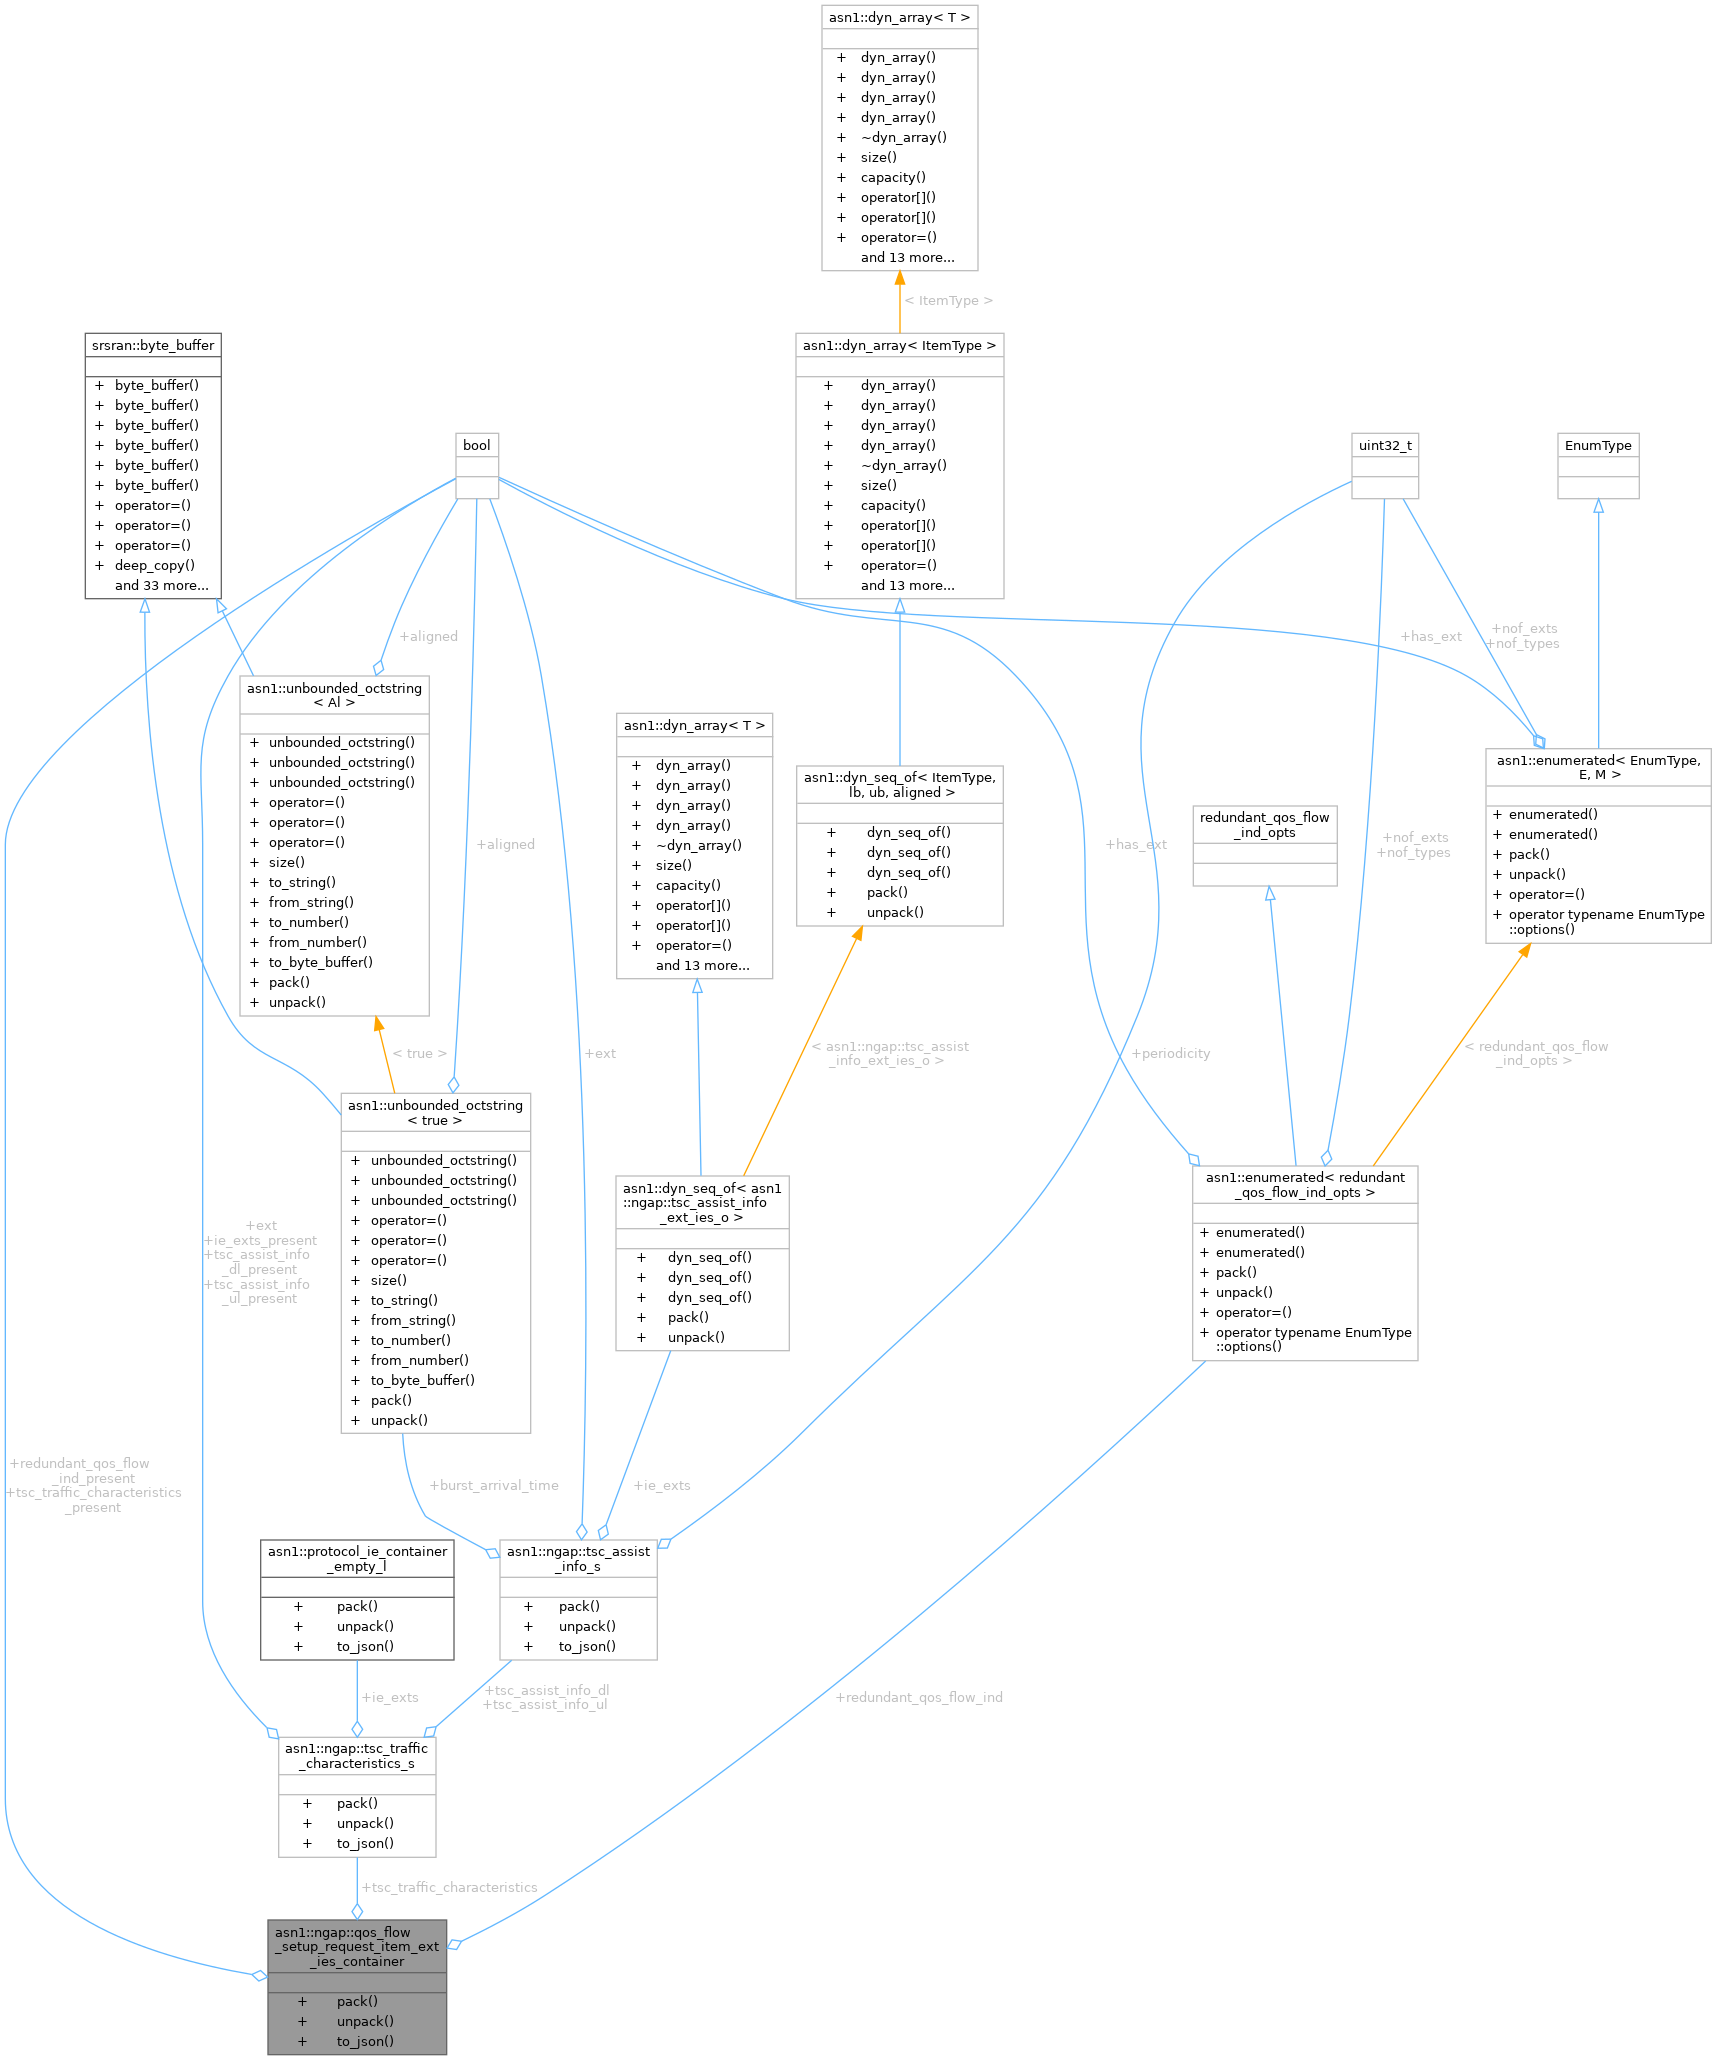 asn1::dyn_array< T >
+ dyn_array()
+ dyn_array()
+ dyn_array()
+ dyn_array()
+ ~dyn_array()
+ size()
+ capacity()
+ operator[]()
+ operator[]()
+ operator=()
and 13 more...
< ItemType >
srsran::byte_buffer
+ byte_buffer()
+ byte_buffer()
+ byte_buffer()
+ byte_buffer()
+ byte_buffer()
+ byte_buffer()
+ operator=()
+ operator=()
+ operator=()
+ deep_copy()
and 33 more...
bool
asn1::dyn_array< ItemType >
+ dyn_array()
+ dyn_array()
+ dyn_array()
+ dyn_array()
+ ~dyn_array()
+ size()
+ capacity()
+ operator[]()
+ operator[]()
+ operator=()
and 13 more...
uint32_t
EnumType
+aligned
+has_ext
+nof_exts
+nof_types
asn1::unbounded_octstring
< Al >
+ unbounded_octstring()
+ unbounded_octstring()
+ unbounded_octstring()
+ operator=()
+ operator=()
+ operator=()
+ size()
+ to_string()
+ from_string()
+ to_number()
+ from_number()
+ to_byte_buffer()
+ pack()
+ unpack()
+aligned
asn1::dyn_array< T >
+ dyn_array()
+ dyn_array()
+ dyn_array()
+ dyn_array()
+ ~dyn_array()
+ size()
+ capacity()
+ operator[]()
+ operator[]()
+ operator=()
and 13 more...
asn1::dyn_seq_of< ItemType,
lb, ub, aligned >
+ dyn_seq_of()
+ dyn_seq_of()
+ dyn_seq_of()
+ pack()
+ unpack()
+has_ext
redundant_qos_flow
_ind_opts
+nof_exts
+nof_types
asn1::enumerated< EnumType,
E, M >
+ enumerated()
+ enumerated()
+ pack()
+ unpack()
+ operator=()
+ operator typename EnumType
::options()
< true >
+ext
< asn1::ngap::tsc_assist
_info_ext_ies_o >
+periodicity
< redundant_qos_flow
_ind_opts >
+ext
+ie_exts_present
+tsc_assist_info
_dl_present
+tsc_assist_info
_ul_present
asn1::unbounded_octstring
< true >
+ unbounded_octstring()
+ unbounded_octstring()
+ unbounded_octstring()
+ operator=()
+ operator=()
+ operator=()
+ size()
+ to_string()
+ from_string()
+ to_number()
+ from_number()
+ to_byte_buffer()
+ pack()
+ unpack()
asn1::dyn_seq_of< asn1
::ngap::tsc_assist_info
_ext_ies_o >
+ dyn_seq_of()
+ dyn_seq_of()
+ dyn_seq_of()
+ pack()
+ unpack()
asn1::enumerated< redundant
_qos_flow_ind_opts >
+ enumerated()
+ enumerated()
+ pack()
+ unpack()
+ operator=()
+ operator typename EnumType
::options()
+redundant_qos_flow
_ind_present
+tsc_traffic_characteristics
_present
+burst_arrival_time
+ie_exts
asn1::protocol_ie_container
_empty_l
+ pack()
+ unpack()
+ to_json()
asn1::ngap::tsc_assist
_info_s
+ pack()
+ unpack()
+ to_json()
+ie_exts
+tsc_assist_info_dl
+tsc_assist_info_ul
+redundant_qos_flow_ind
asn1::ngap::tsc_traffic
_characteristics_s
+ pack()
+ unpack()
+ to_json()
+tsc_traffic_characteristics
asn1::ngap::qos_flow
_setup_request_item_ext
_ies_container
+ pack()
+ unpack()
+ to_json()